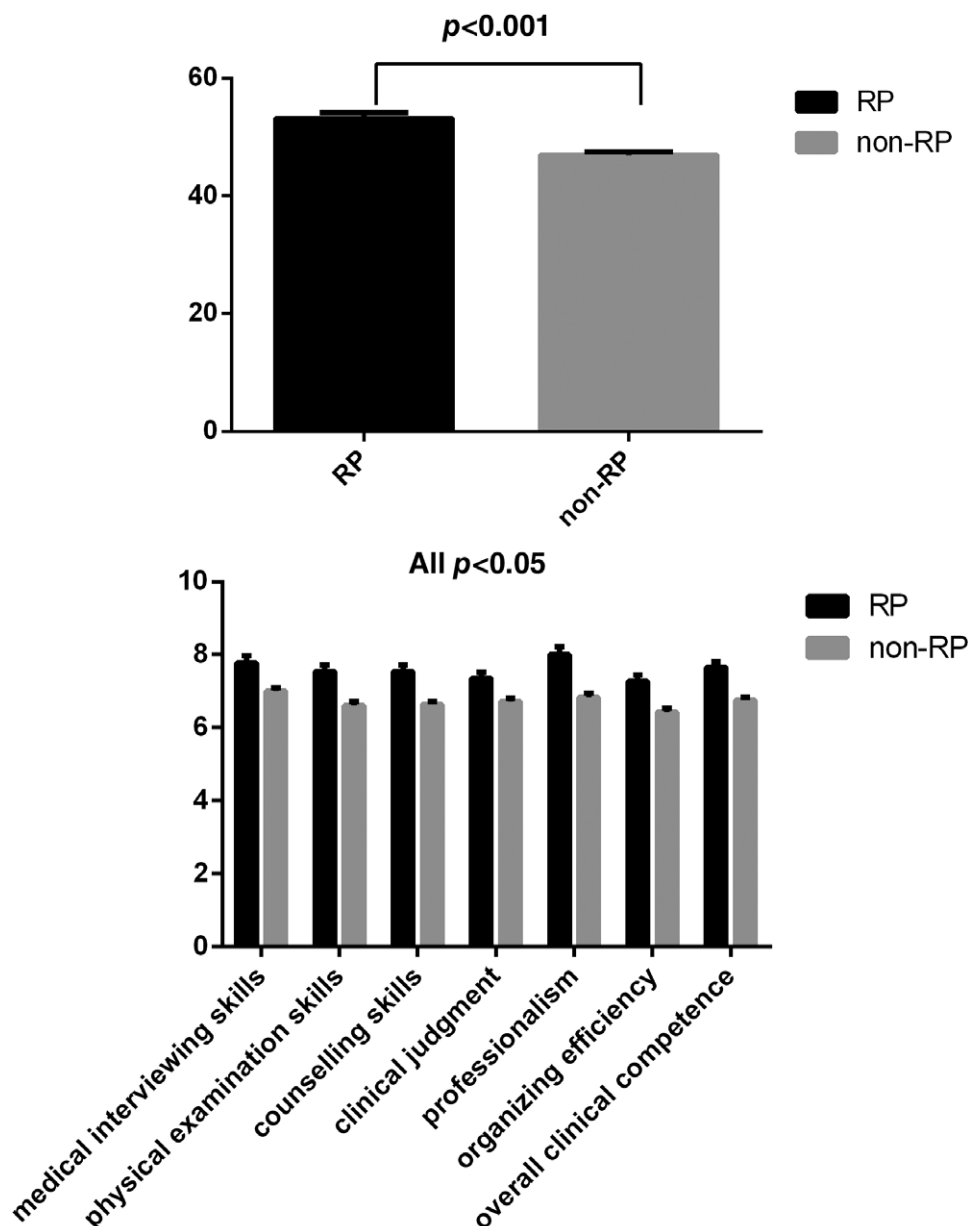 p<0.001
60
40
20
0
RP
non-RP
RP
non-RP
All p<0.05
10
8
6
4
2
0
RP
non-RP
medical interviewing skills
physical examination skills
counselling skills
clinical judgment
professionalism
organizing efficiency
overall clinical competence